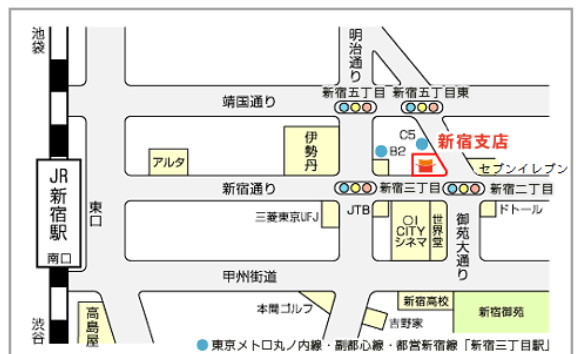 池袋
明治通り
新宿五丁目
新宿五丁目東
靖国通り
C5
新宿支店
B2
伊勢丹
アルタ
セブンイレブン
JR新宿駅
東口
南口
新宿通り
新宿三丁目
新宿二丁目
三菱東京UFJ
JTB
〇I CITY シネマ
世界堂
御苑大通り
ドトール
甲州街道
渋谷
高島屋
本間ゴルフ
吉野家
新宿高校
新宿御苑
東京メトロ丸ノ内線・副都心線・都営新宿線「新宿三丁目駅」